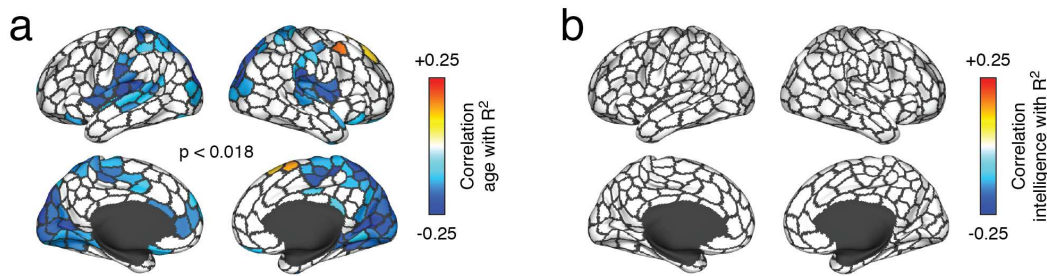 a
+0.25
Correlation
age with R²
-0.25
p < 0.018
b
+0.25
Correlation
intelligence with R²
-0.25